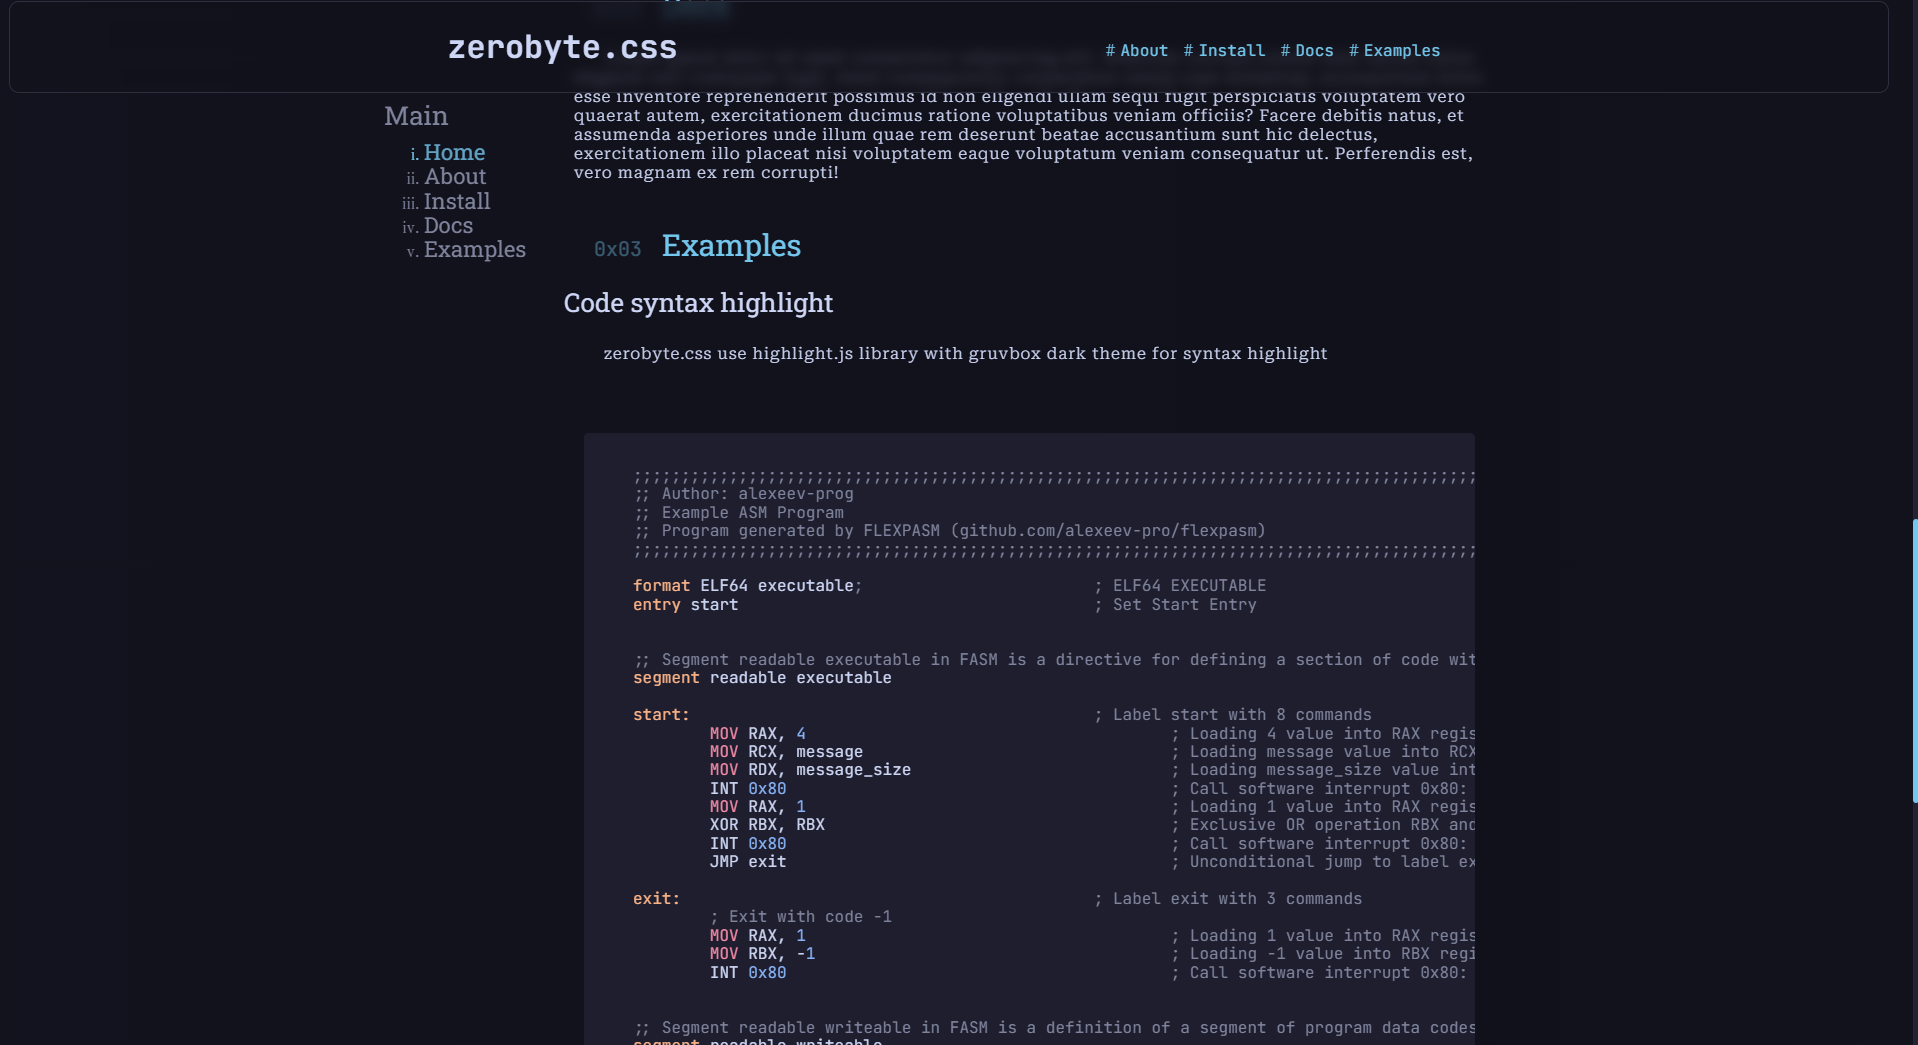 zerobyte.css
# About # Install # Docs # Examples
Main
i. Home
ii. About
iii. Install
iv. Docs
v. Examples
esse inventore reprehenderit possimus id non eligendi ullam sequi fugit perspiciatis voluptatem vero
quaerat autem, exercitationem ducimus ratione voluptatibus veniam officiis? Facere debitis natus, et
assumenda asperiores unde illum quae rem deserunt beatae accusantium sunt hic delectus,
exercitationem illo placeat nisi voluptatem eaque voluptatum veniam consequatur ut. Perferendis est,
vero magnam ex rem corrupti!
0x03 Examples
Code syntax highlight
zerobyte.css use highlight.js library with gruvbox dark theme for syntax highlight
;;;;;;;;;;;;;;;;;;;;;;;;;;;;;;;;;;;;;;;;;;;;;;;;;;;;;;;;;;;;;;;;;;;;;;;;;;;;;;;;;;;;;;;;
;; Author: alexeev-prog
;; Example ASM Program
;; Program generated by FLEXPASM (github.com/alexeev-pro/flexpasm)
;;;;;;;;;;;;;;;;;;;;;;;;;;;;;;;;;;;;;;;;;;;;;;;;;;;;;;;;;;;;;;;;;;;;;;;;;;;;;;;;;;;;;;;;
format ELF64 executable; ; ELF64 EXECUTABLE
entry start ; Set Start Entry
;; Segment readable executable in FASM is a directive for defining a section of code wit
segment readable executable
start: ; Label start with 8 commands
MOV RAX, 4 ; Loading 4 value into RAX regis
MOV RCX, message ; Loading message value into RCX
MOV RDX, message_size ; Loading message_size value int
INT 0x80 ; Call software interrupt 0x80:
MOV RAX, 1 ; Loading 1 value into RAX regis
XOR RBX, RBX ; Exclusive OR operation RBX and
INT 0x80 ; Call software interrupt 0x80:
JMP exit ; Unconditional jump to label ex
exit: ; Label exit with 3 commands
; Exit with code -1
MOV RAX, 1 ; Loading 1 value into RAX regis
MOV RBX, -1 ; Loading -1 value into RBX regi
INT 0x80 ; Call software interrupt 0x80:
;; Segment readable writeable in FASM is a definition of a segment of program data codes
segment readable writeable